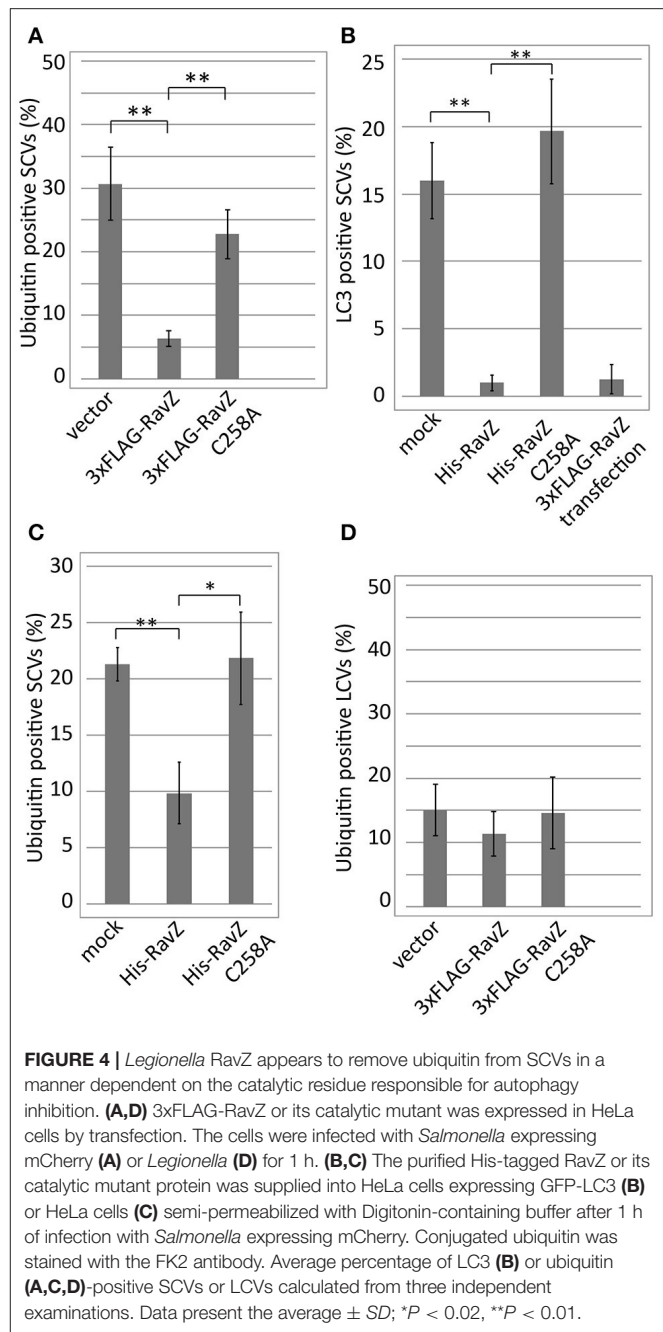 A
Ubiquitin positive SCVs (%)
50
40
30
20
10
0
**
**
vector
3xFLAG-RavZ
3xFLAG-RavZ
C258A
B
LC3 positive SCVs (%)
25
20
15
10
5
0
**
**
mock
His-RavZ
His-RavZ
C258A
3xFLAG-RavZ
transfection
C
Ubiquitin positive SCVs (%)
30
25
20
15
10
5
0
**
*
mock
His-RavZ
His-RavZ
C258A
D
Ubiquitin positive LCVs (%)
50
40
30
20
10
0
vector
3xFLAG-RavZ
3xFLAG-RavZ
C258A
FIGURE 4 | Legionella RavZ appears to remove ubiquitin from SCVs in a
manner dependent on the catalytic residue responsible for autophagy
inhibition. (A,D) 3xFLAG-RavZ or its catalytic mutant was expressed in HeLa
cells by transfection. The cells were infected with Salmonella expressing
mCherry (A) or Legionella (D) for 1 h. (B,C) The purified His-tagged RavZ or its
catalytic mutant protein was supplied into HeLa cells expressing GFP-LC3 (B)
or HeLa cells (C) semi-permeabilized with Digitonin-containing buffer after 1 h
of infection with Salmonella expressing mCherry. Conjugated ubiquitin was
stained with the FK2 antibody. Average percentage of LC3 (B) or ubiquitin
(A,C,D)-positive SCVs or LCVs calculated from three independent
examinations. Data present the average ± SD; *P < 0.02, **P < 0.01.